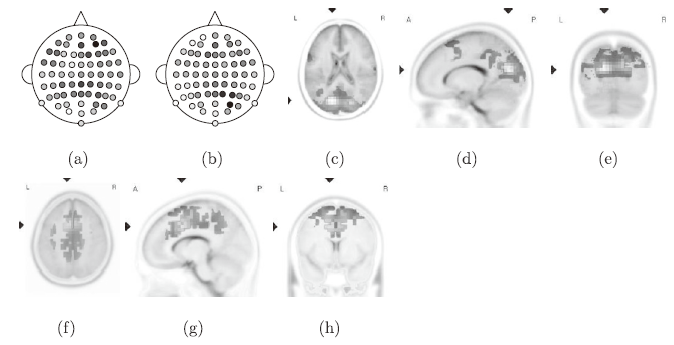 L R A P L R
(a) (b) (c) (d) (e)
L R A P L R
(f) (g) (h)